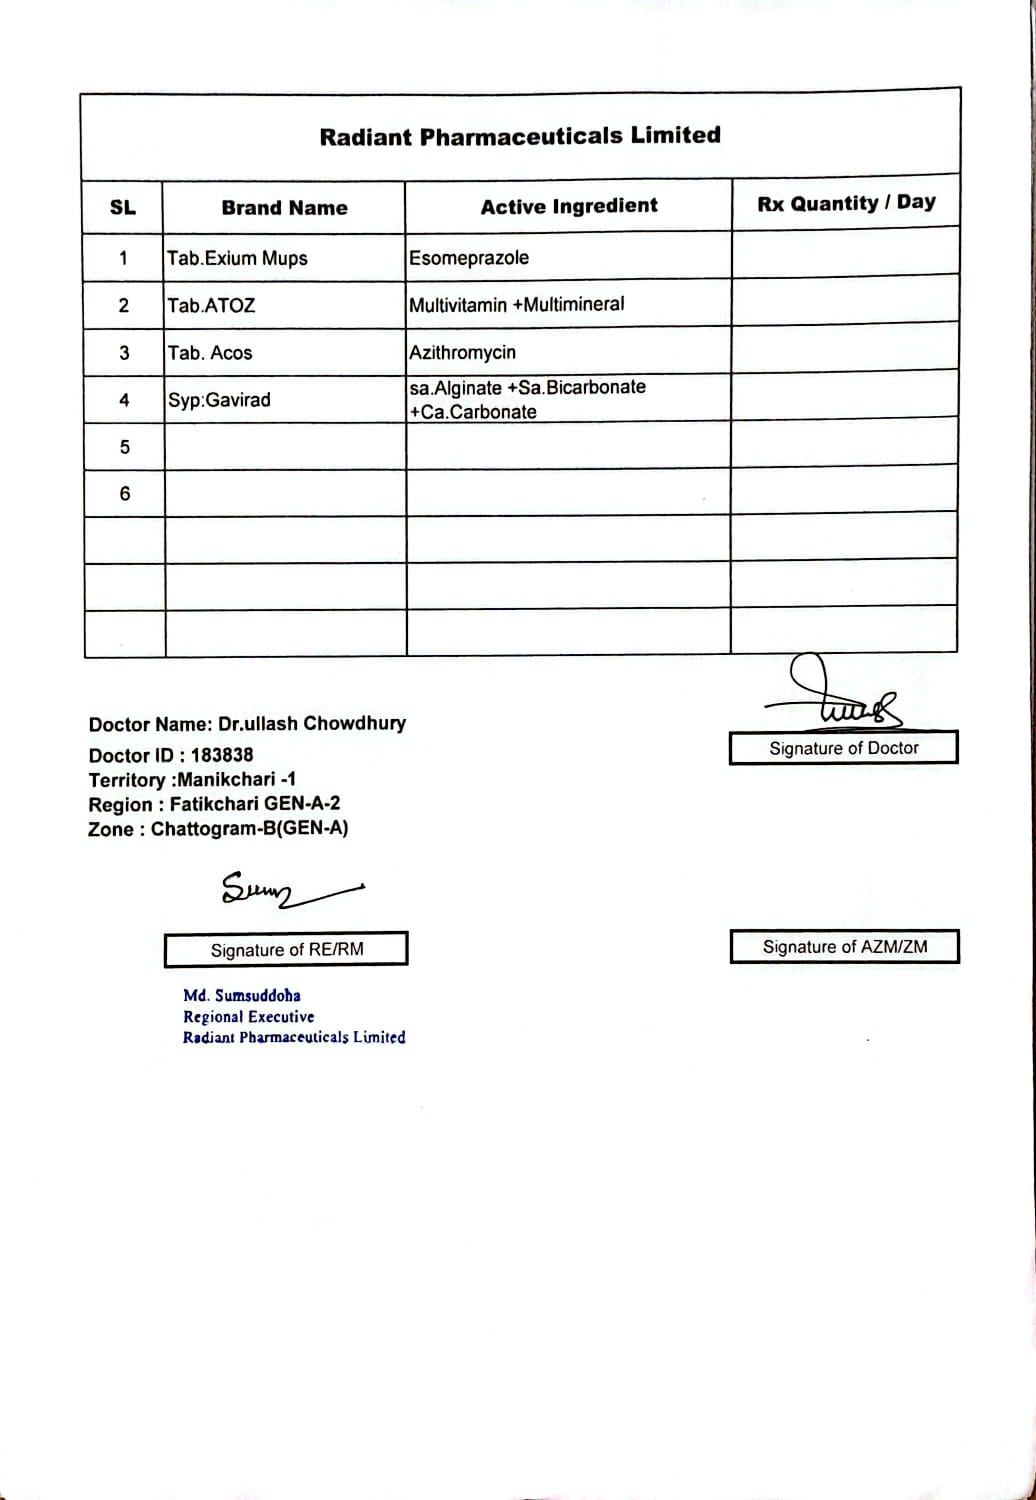 Radiant Pharmaceuticals Limited
SL Brand Name Active Ingredient Rx Quantity / Day
1 Tab.Exium Mups Esomeprazole
2 Tab.ATOZ Multivitamin +Multimineral
3 Tab. Acos Azithromycin
4 Syp:Gavirad sa.Alginate +Sa.Bicarbonate
+Ca.Carbonate
5
6
Doctor Name: Dr.ullash Chowdhury
Signature of Doctor
Doctor ID : 183838
Territory :Manikchari -1
Region : Fatikchari GEN-A-2
Zone : Chattogram-B(GEN-A)
Signature of RE/RM
Signature of AZM/ZM
Md. Sumsuddoha
Regional Executive
Radiant Pharmaceuticals Limited